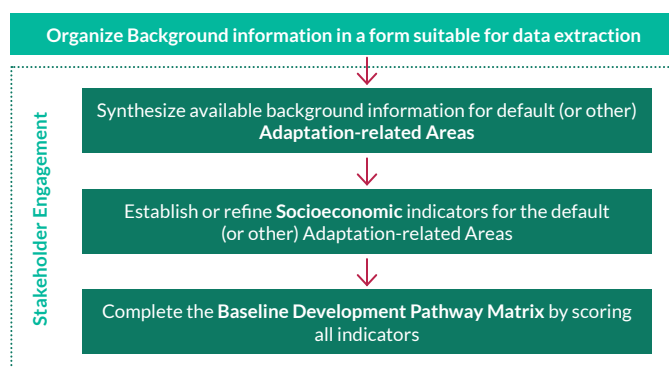 Organize Background information in a form suitable for data extraction
Stakeholder Engagement
Synthesize available background information for default (or other)
Adaptation-related Areas
Establish or refine Socioeconomic indicators for the default
(or other) Adaptation-related Areas
Complete the Baseline Development Pathway Matrix by scoring
all indicators